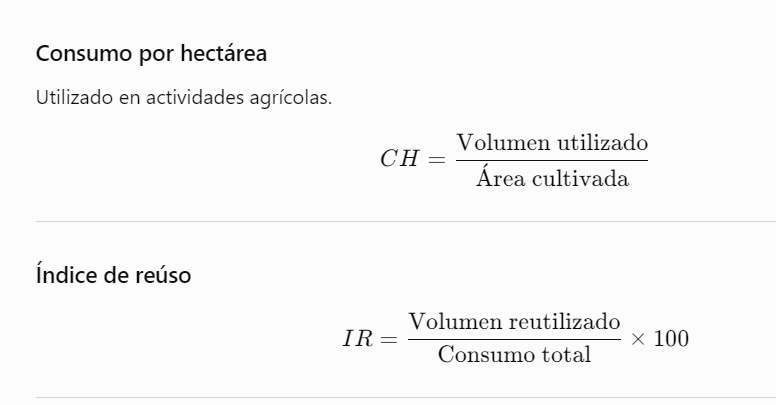 Consumo por hectárea
Utilizado en actividades agrícolas.
CH = Volumen utilizado / Área cultivada
Índice de reúso
IR = Volumen reutilizado / Consumo total × 100